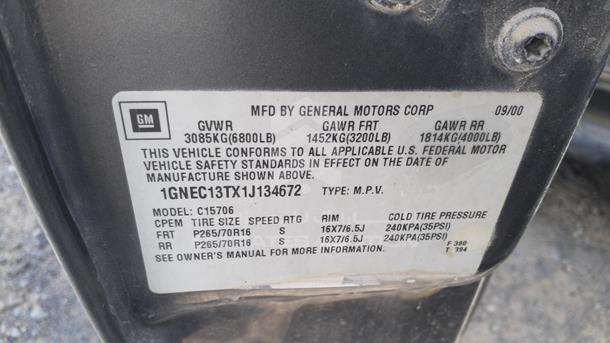 MFD BY GENERAL MOTORS CORP 09/00
GM
GVWR GAWR FRT GAWR RR
3085KG(6800LB) 1452KG(3200LB) 1814KG(4000LB)
THIS VEHICLE CONFORMS TO ALL APPLICABLE U.S. FEDERAL MOTOR
VEHICLE SAFETY STANDARDS IN EFFECT ON THE DATE OF
MANUFACTURE SHOWN ABOVE.
1GNEC13TX1J134672 TYPE: M.P.V.
MODEL: C15706
CPEM TIRE SIZE SPEED RTG RIM COLD TIRE PRESSURE
FRT P265/70R16 S 16X7/6.5J 240KPA(35PSI)
RR P265/70R16 S 16X7/6.5J 240KPA(35PSI)
SEE OWNER'S MANUAL FOR MORE INFORMATION.
F 380
T 394